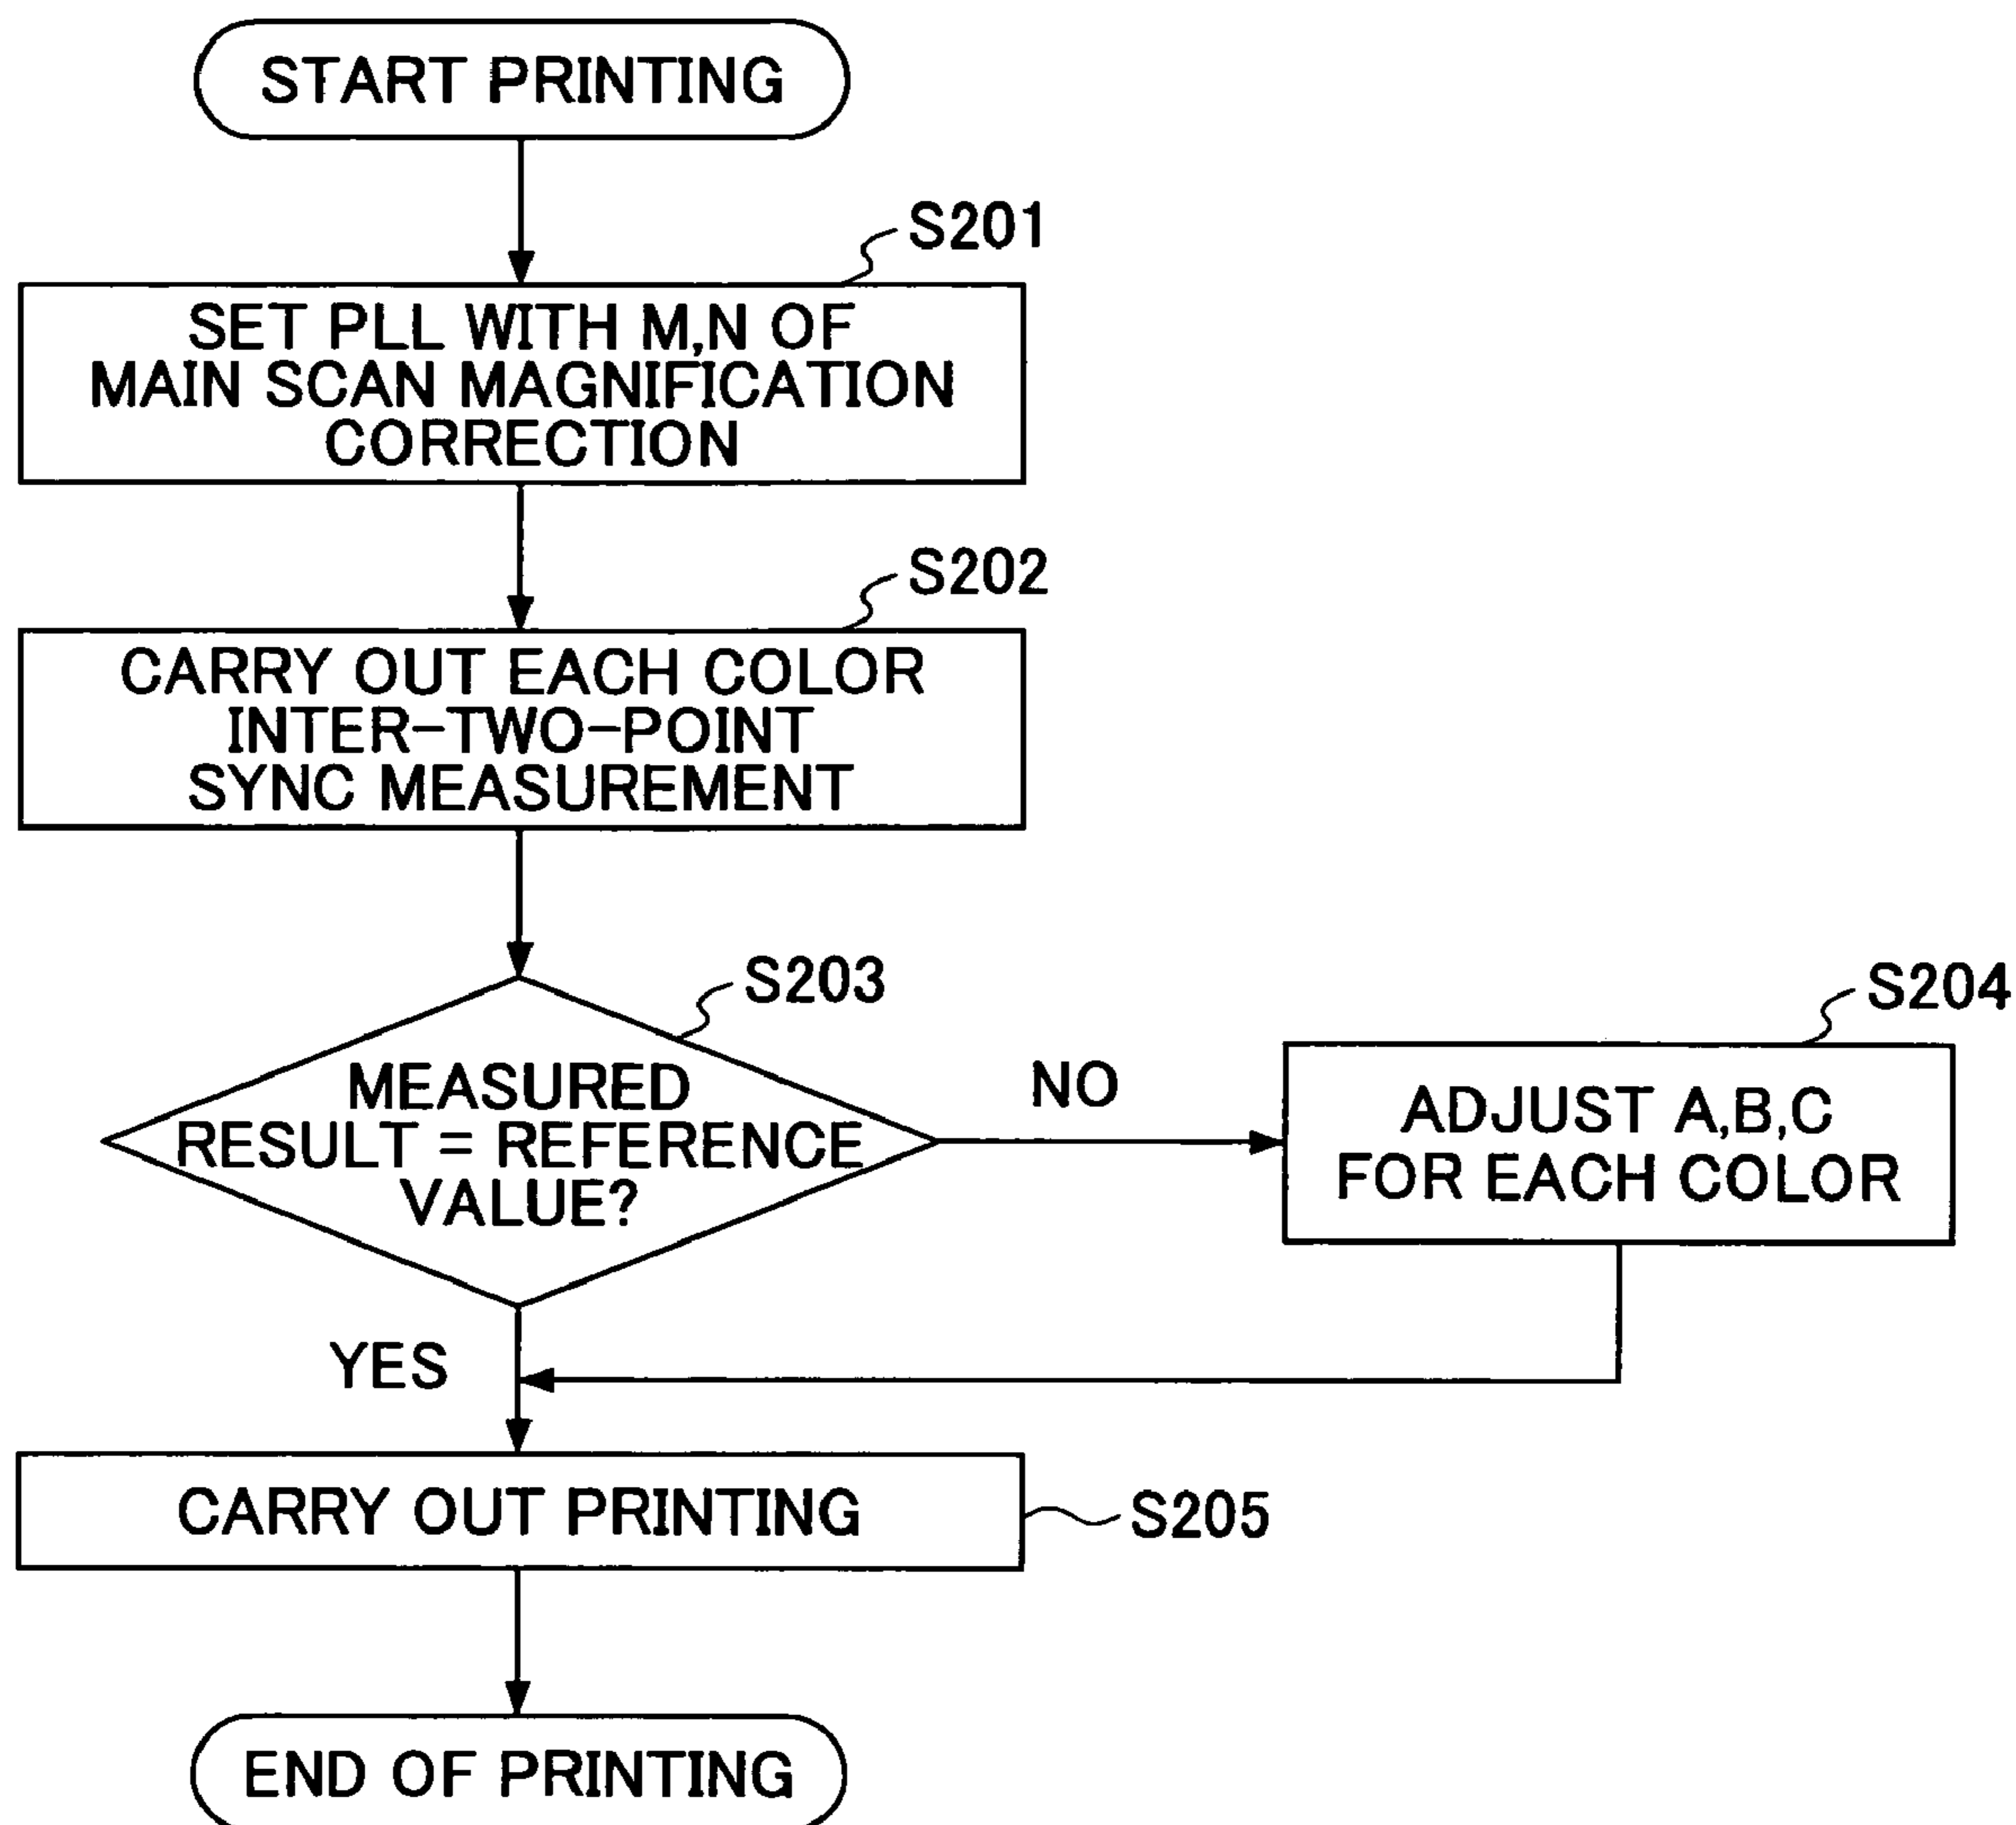 START PRINTING
S201
SET PLL WITH M,N OF
MAIN SCAN MAGNIFICATION
CORRECTION
S202
CARRY OUT EACH COLOR
INTER-TWO-POINT
SYNC MEASUREMENT
S203
MEASURED
RESULT = REFERENCE
VALUE?
NO
S204
ADJUST A,B,C
FOR EACH COLOR
YES
CARRY OUT PRINTING
S205
END OF PRINTING